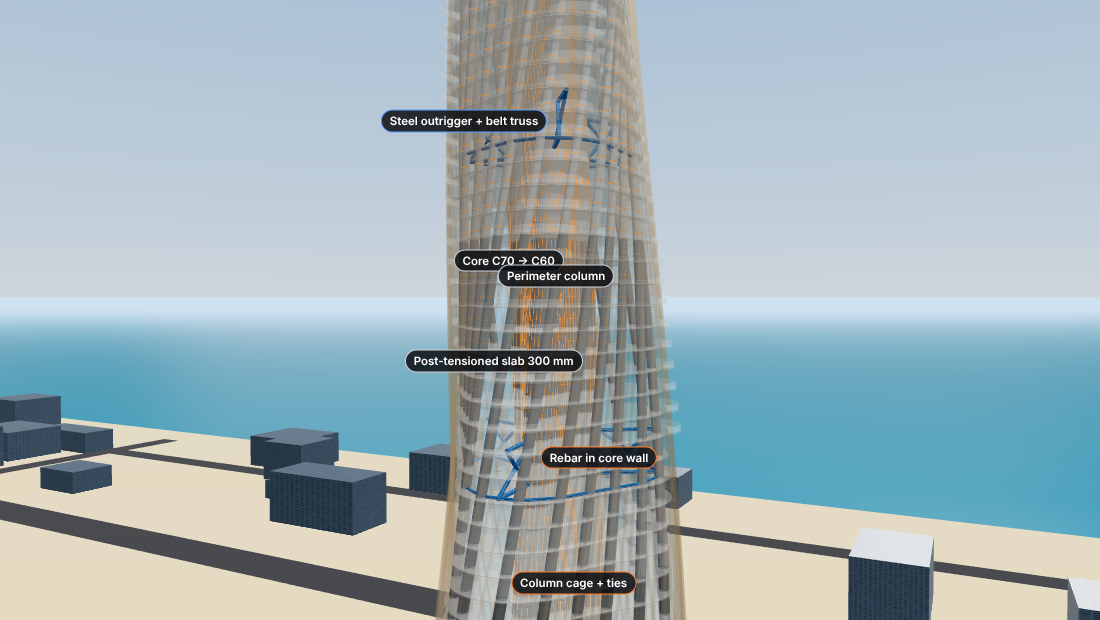 Steel outrigger + belt truss
Core C70 → C60
Perimeter column
Post-tensioned slab 300 mm
Rebar in core wall
Column cage + ties